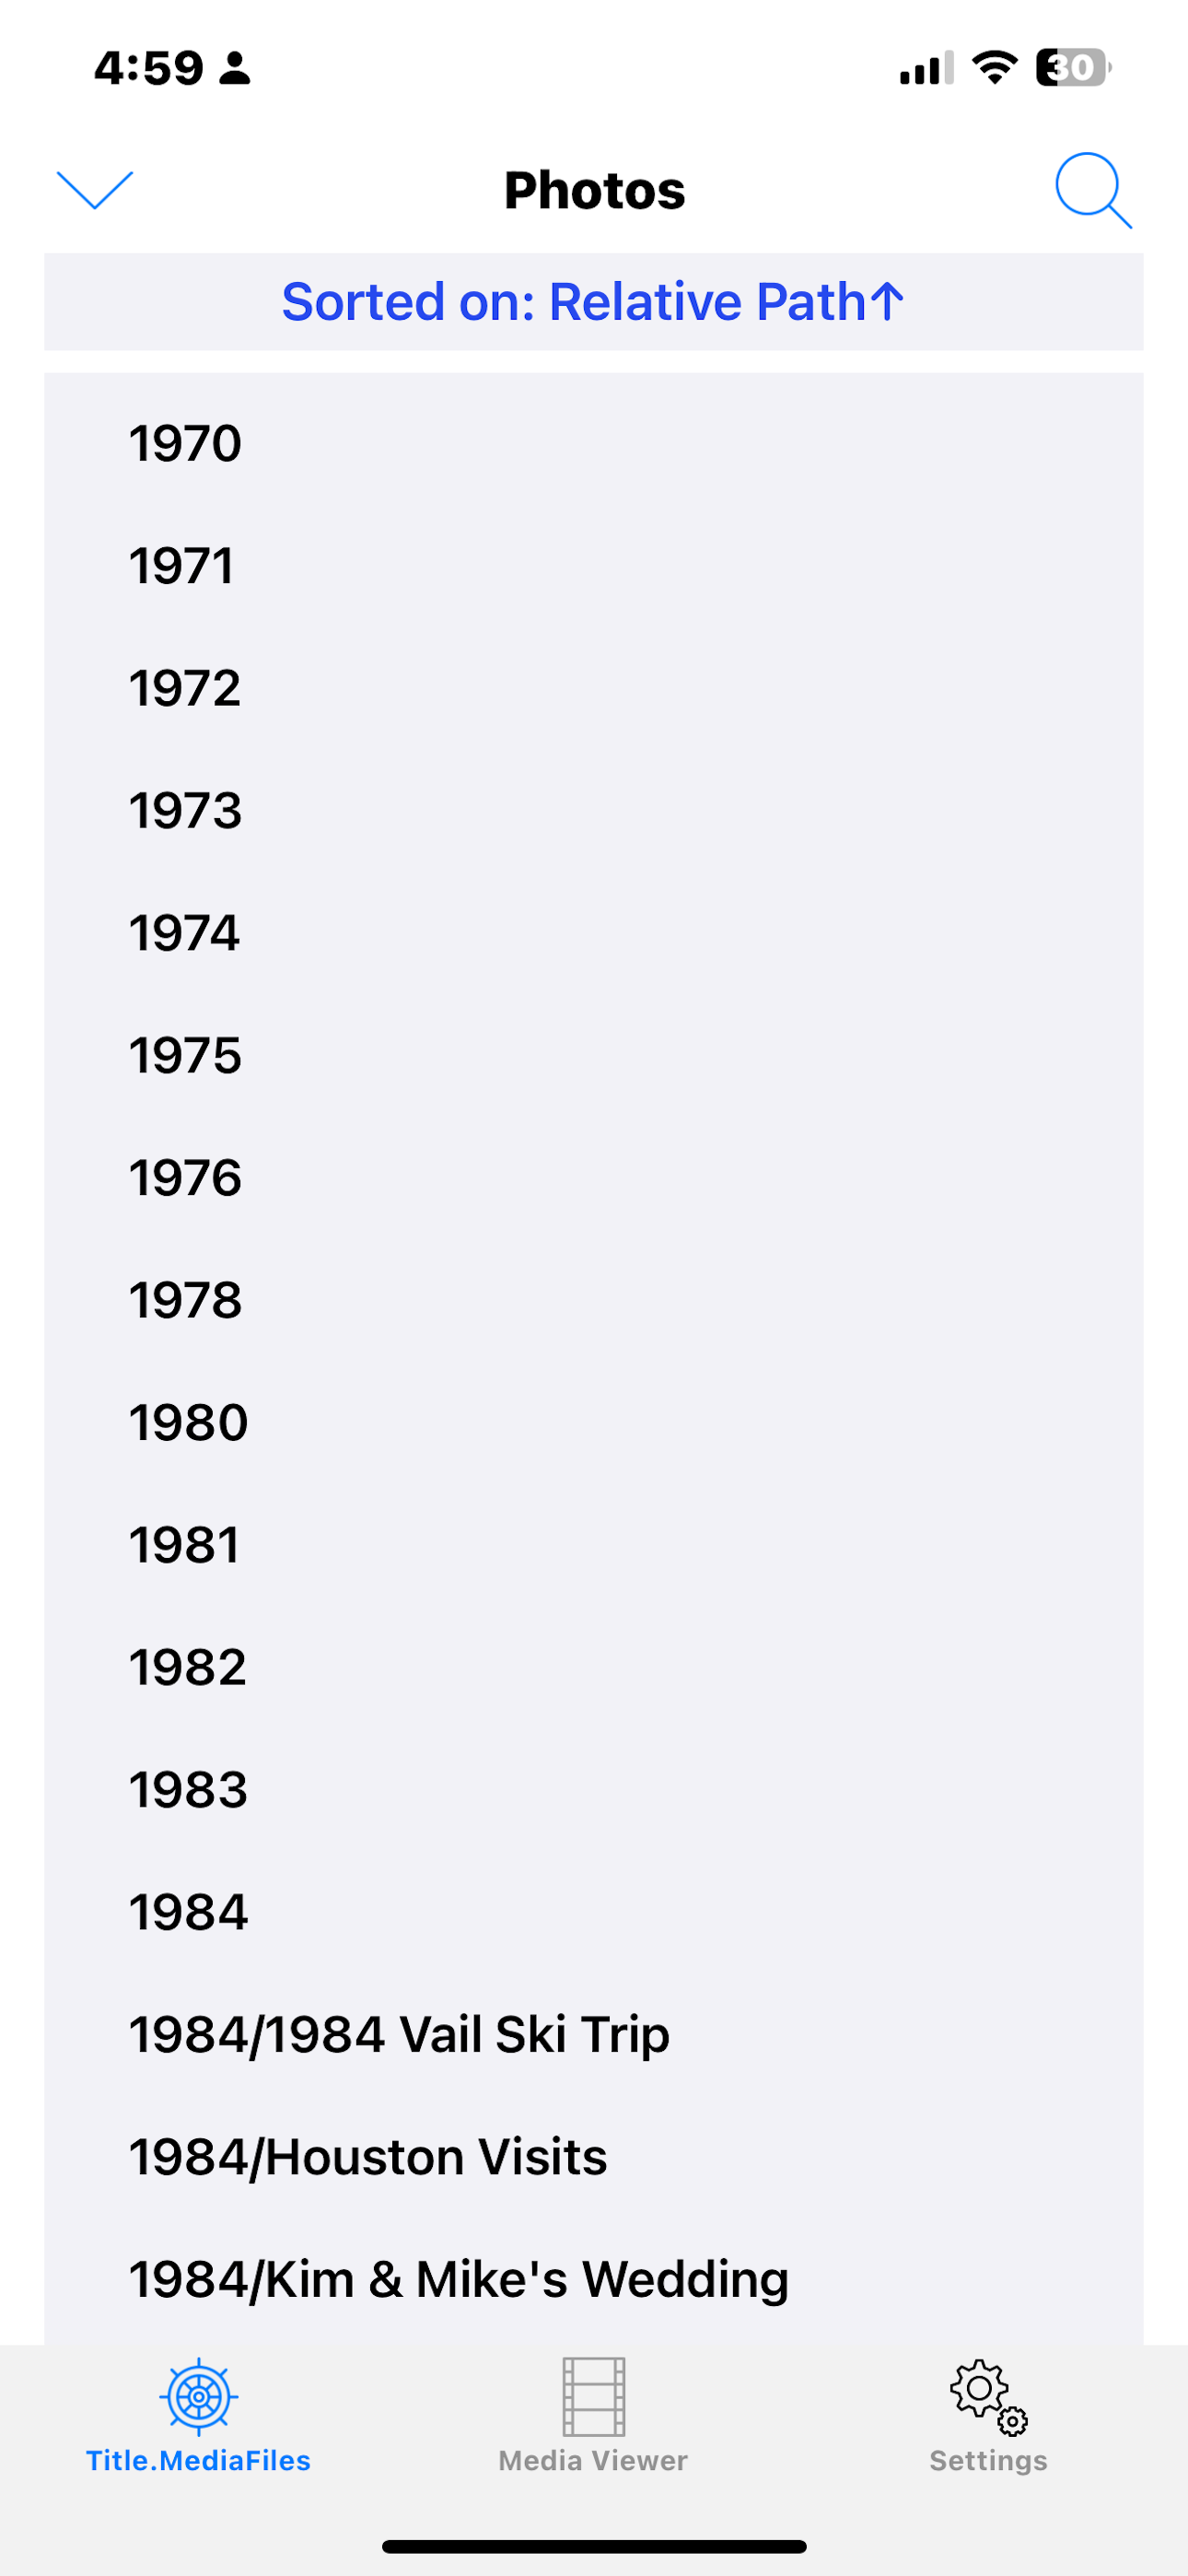 4:59
30
Photos
Sorted on: Relative Path↑
1970
1971
1972
1973
1974
1975
1976
1978
1980
1981
1982
1983
1984
1984/1984 Vail Ski Trip
1984/Houston Visits
1984/Kim & Mike's Wedding
Title.MediaFiles
Media Viewer
Settings